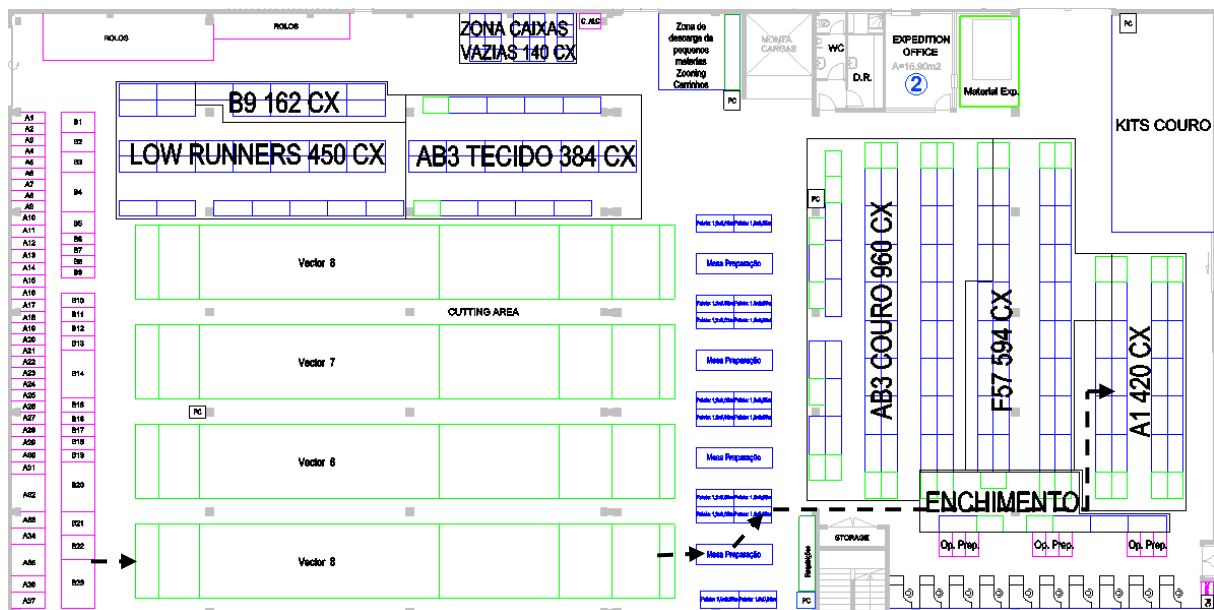 ROLOS
ROLOS
ZONA CAIXAS
VAZIAS 140 CX
Zona de
descarga da
pequenos
materias
Zooning
Carrinhos
PC
MONTA
CARGAS
WC
D.R.
EXPEDITION
OFFICE
A=15.90m2
2
Material Exp.
PC
KITS COURO
B9 162 CX
LOW RUNNERS 450 CX
AB3 TECIDO 384 CX
A1
A2
A3
A4
A5
A6
A7
A8
A9
A10
A11
A12
A13
A14
A15
A16
A17
A18
A19
A20
A21
A22
A23
A24
A25
A26
A27
A28
A29
A30
A31
A32
A33
A34
A35
A36
A37
B1
B2
B3
B4
B5
B6
B7
B8
B9
B10
B11
B12
B13
B14
B15
B16
B17
B18
B19
B20
B21
B22
B23
Vector 8
CUTTING AREA
Vector 7
PC
Vector 6
Vector 8
Mesa Preparação
Mesa Preparação
Mesa Preparação
Mesa Preparação
PC
AB3 COURO 960 CX
F57 594 CX
A1 420 CX
ENCHIMENTO
Op. Prep.
Op. Prep.
Op. Prep.
STORAGE
Requisições
PC
PC